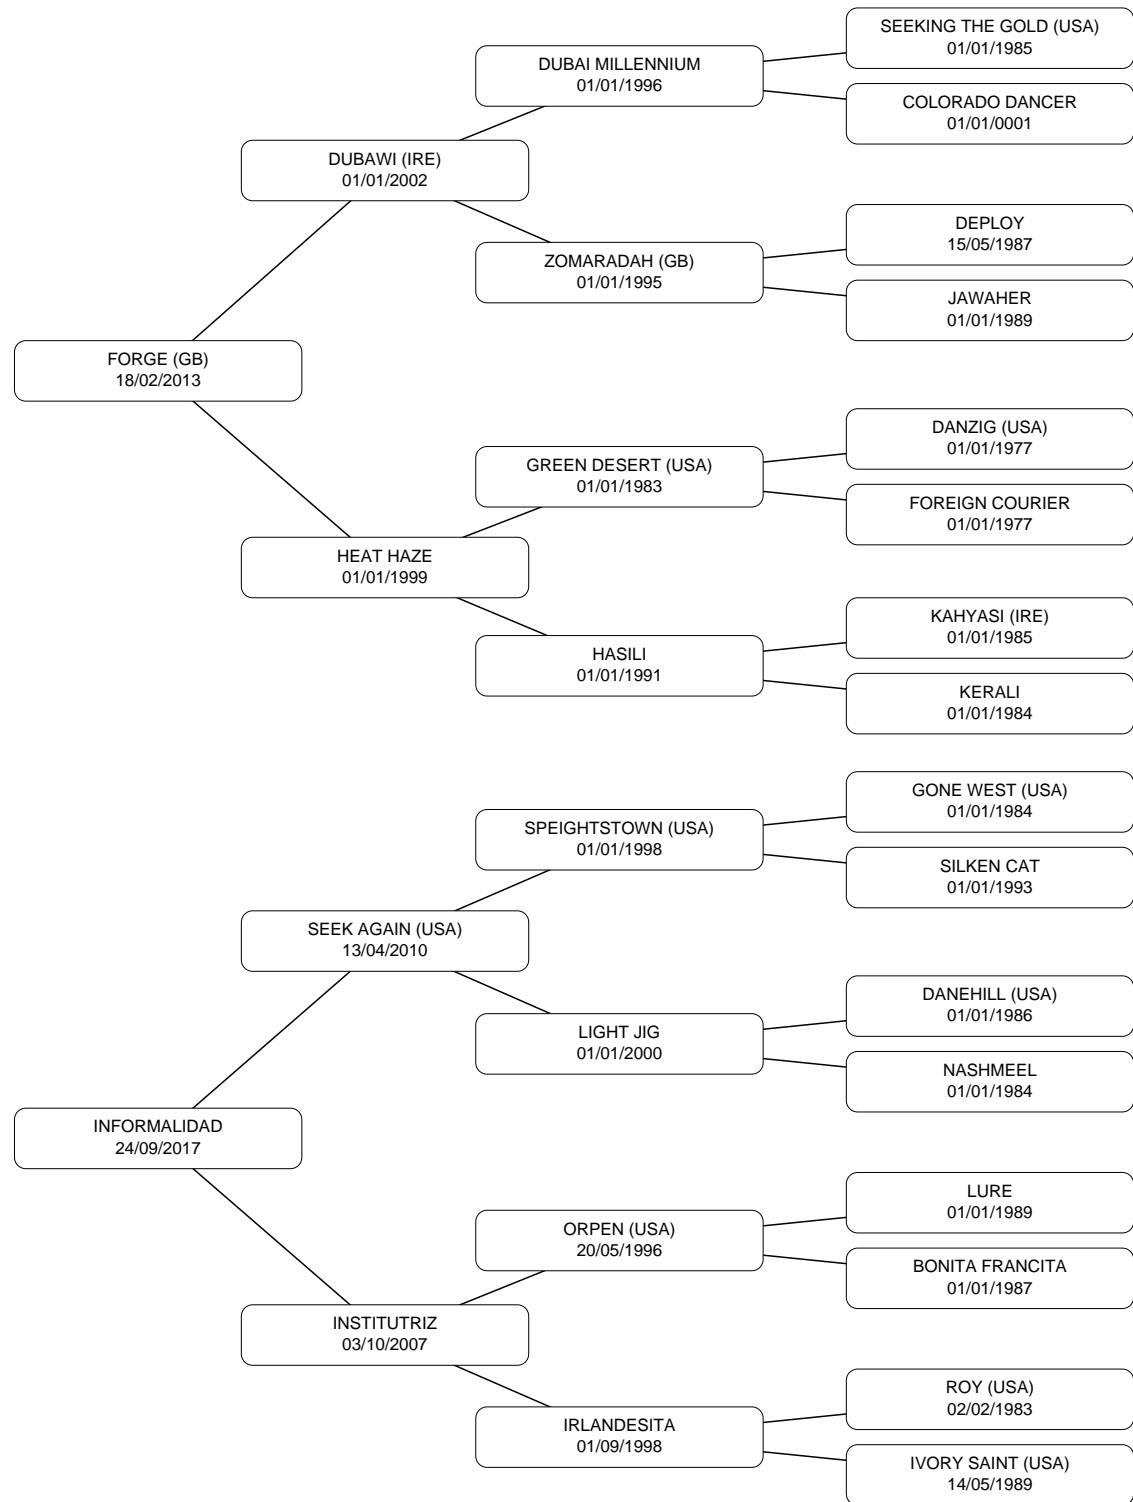 SEEKING THE GOLD (USA)
01/01/1985
DUBAI MILLENNIUM
01/01/1996
COLORADO DANCER
01/01/0001
DUBAWI (IRE)
01/01/2002
DEPLOY
15/05/1987
ZOMARADAH (GB)
01/01/1995
JAWAHER
01/01/1989
FORGE (GB)
18/02/2013
DANZIG (USA)
01/01/1977
GREEN DESERT (USA)
01/01/1983
FOREIGN COURIER
01/01/1977
HEAT HAZE
01/01/1999
KAHYASI (IRE)
01/01/1985
HASILI
01/01/1991
KERALI
01/01/1984
GONE WEST (USA)
01/01/1984
SPEIGHTSTOWN (USA)
01/01/1998
SILKEN CAT
01/01/1993
SEEK AGAIN (USA)
13/04/2010
DANEHILL (USA)
01/01/1986
LIGHT JIG
01/01/2000
NASHMEEL
01/01/1984
INFORMALIDAD
24/09/2017
LURE
01/01/1989
ORPEN (USA)
20/05/1996
BONITA FRANCITA
01/01/1987
INSTITUTRIZ
03/10/2007
ROY (USA)
02/02/1983
IRLANDESITA
01/09/1998
IVORY SAINT (USA)
14/05/1989